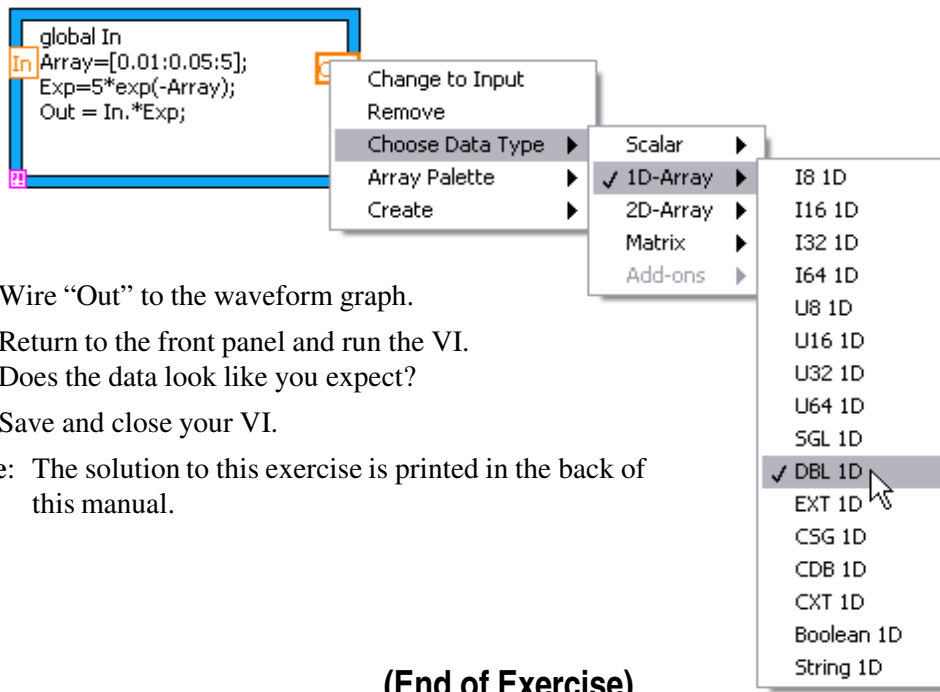 global In
In
Array=[0.01:0.05:5];
Exp=5*exp(-Array);
Out = In.*Exp;
?!
Change to Input
Remove
Choose Data Type
Array Palette
Create
Scalar
✓ 1D-Array
2D-Array
Matrix
Add-ons
I8 1D
I16 1D
I32 1D
I64 1D
U8 1D
U16 1D
U32 1D
U64 1D
SGL 1D
✓ DBL 1D
EXT 1D
CSG 1D
CDB 1D
CXT 1D
Boolean 1D
String 1D
Wire “Out” to the waveform graph.
Return to the front panel and run the VI.
Does the data look like you expect?
Save and close your VI.
e: The solution to this exercise is printed in the back of
this manual.
(End of Exercise)